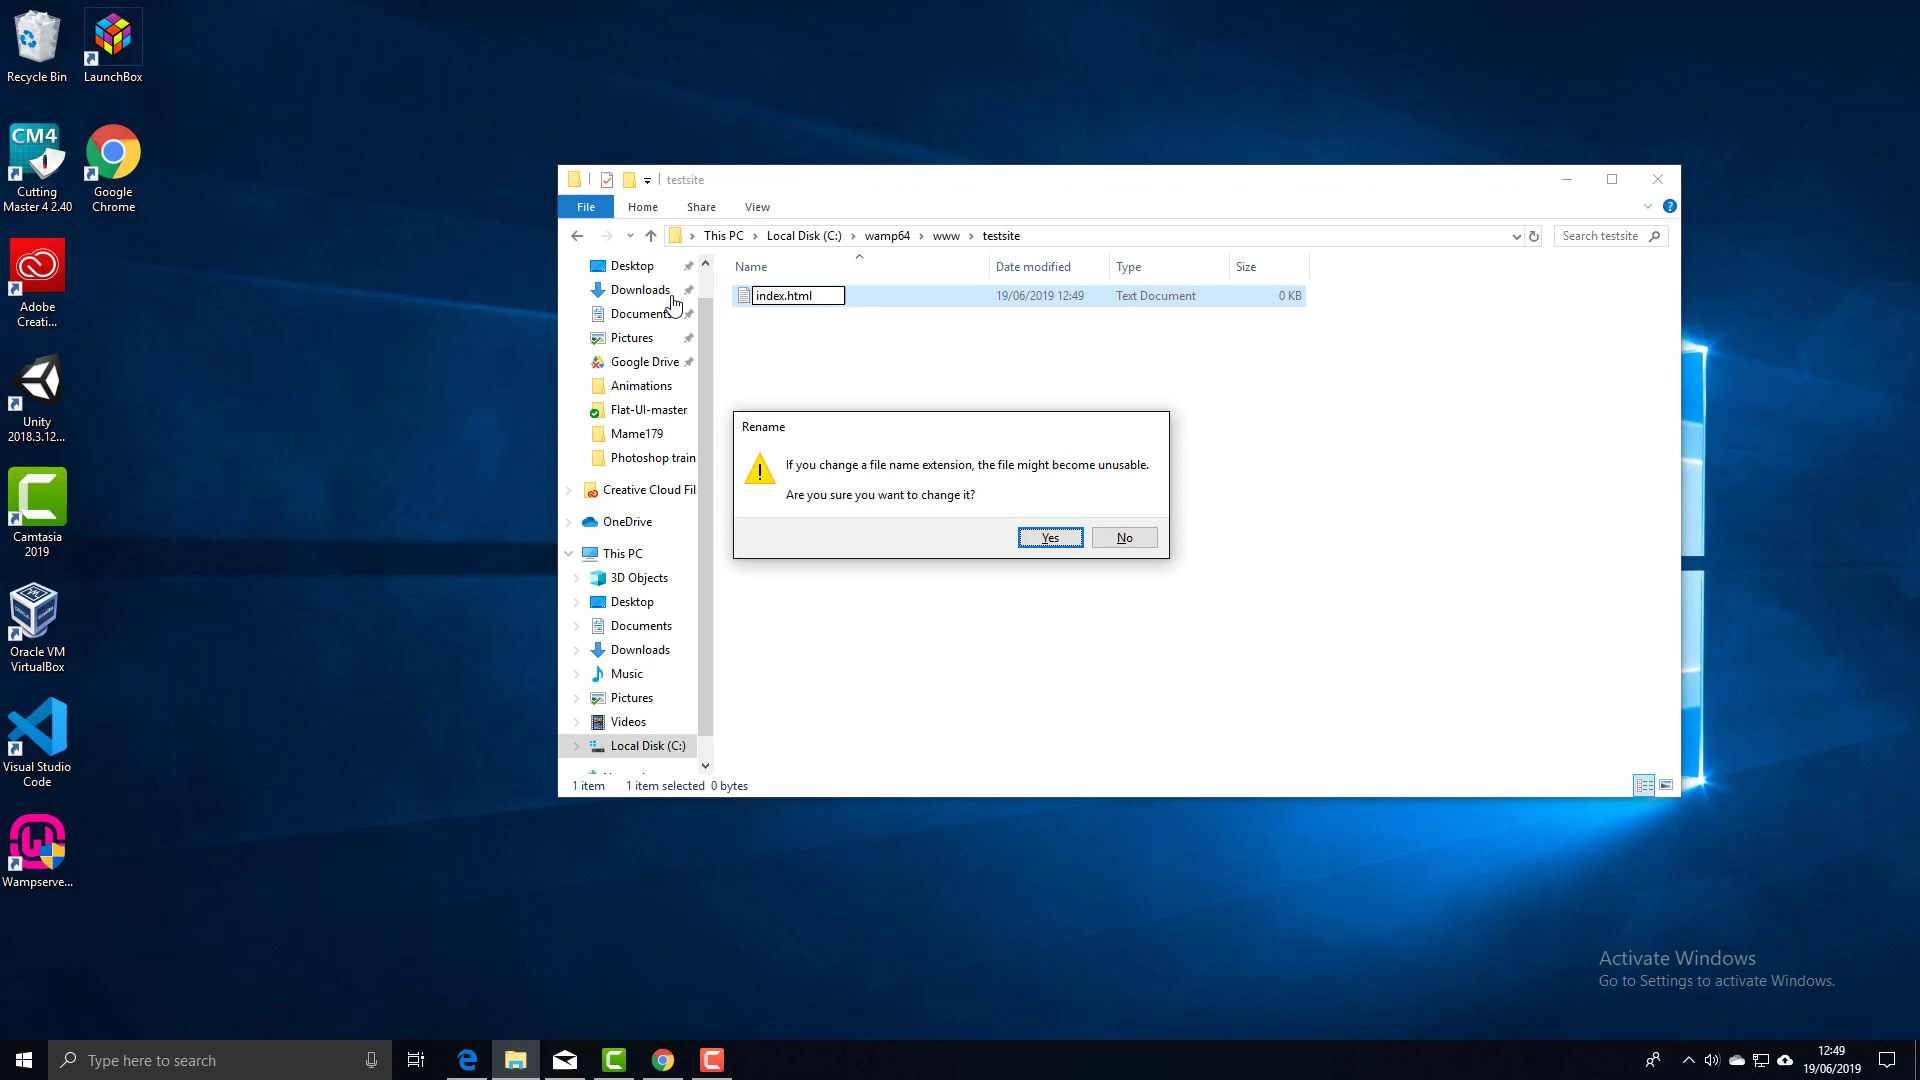 Recycle Bin
LaunchBox
CM4
Cutting
Master 4 2.40
Google
Chrome
Adobe
Creati...
Unity
2018.3.12...
Camtasia
2019
Oracle VM
VirtualBox
Visual Studio
Code
Wampserve...
testsite
File
Home
Share
View
This PC
Local Disk (C:)
wamp64
www
testsite
Search testsite
Desktop
Downloads
Documents
Pictures
Google Drive
Animations
Flat-UI-master
Mame179
Photoshop train
Creative Cloud Fil
OneDrive
This PC
3D Objects
Desktop
Documents
Downloads
Music
Pictures
Videos
Local Disk (C:)
Name
Date modified
Type
Size
index.html
19/06/2019 12:49
Text Document
0 KB
Rename
If you change a file name extension, the file might become unusable.
Are you sure you want to change it?
Yes
No
1 item
1 item selected 0 bytes
Activate Windows
Go to Settings to activate Windows.
Type here to search
12:49
19/06/2019